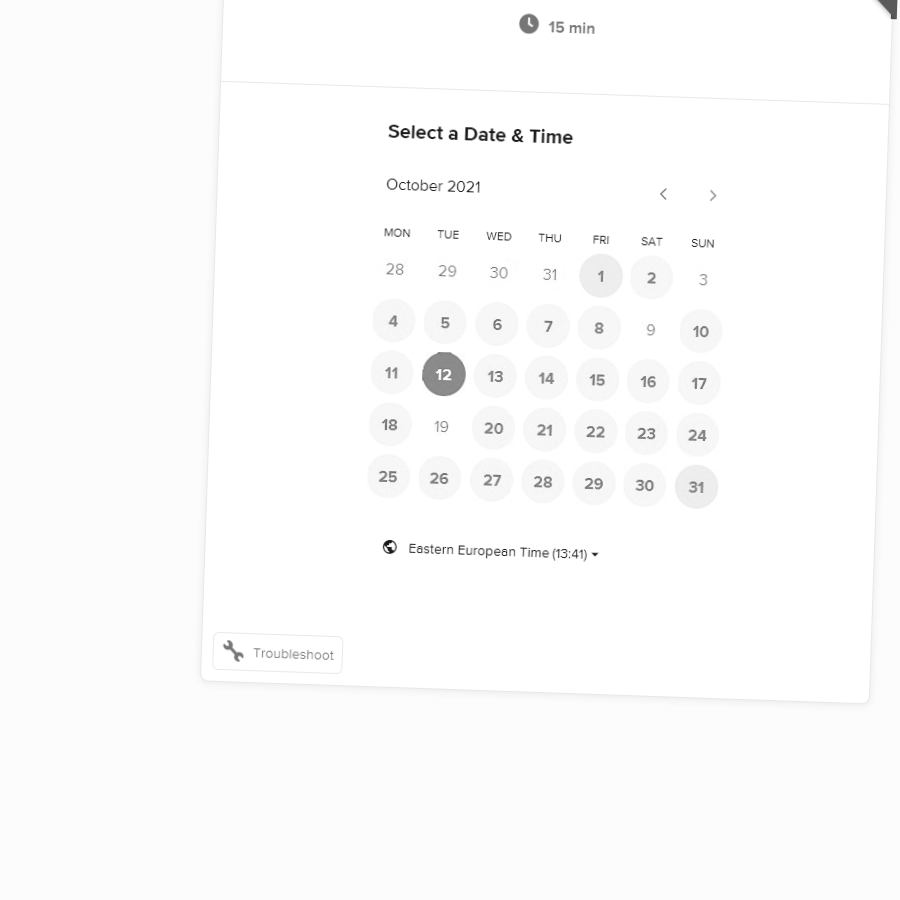 15 min
Select a Date & Time
October 2021
MON TUE WED THU FRI SAT SUN
28 29 30 31 1 2 3
4 5 6 7 8 9 10
11 12 13 14 15 16 17
18 19 20 21 22 23 24
25 26 27 28 29 30 31
Eastern European Time (13:41)
Troubleshoot